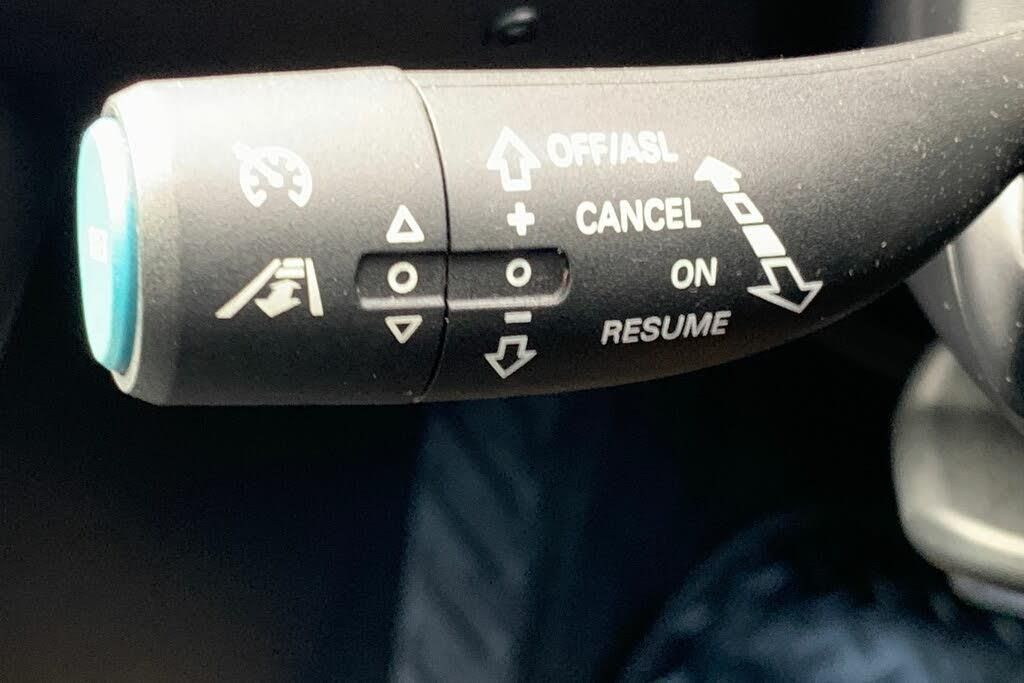 OFF/ASL
+
CANCEL
ON
-
RESUME